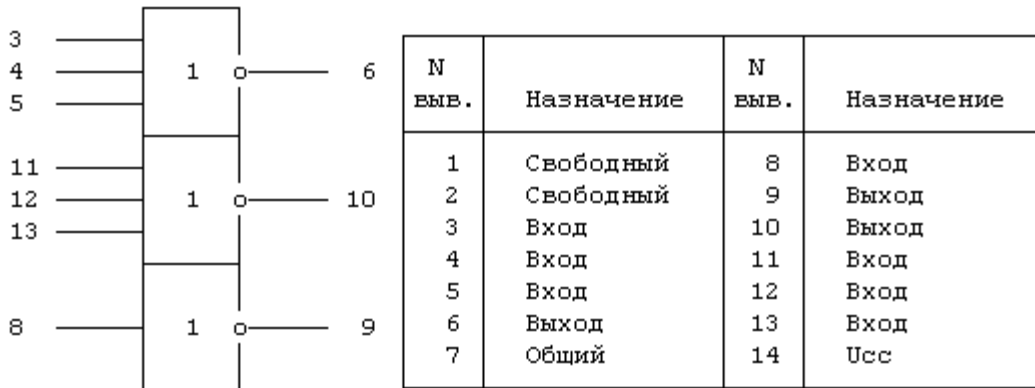 3
4 1 6
5
11
12 1 10
13
8 1 9
N N
выв. Назначение выв. Назначение
1 Свободный 8 Вход
2 Свободный 9 Выход
3 Вход 10 Выход
4 Вход 11 Вход
5 Вход 12 Вход
6 Выход 13 Вход
7 Общий 14 Ucc